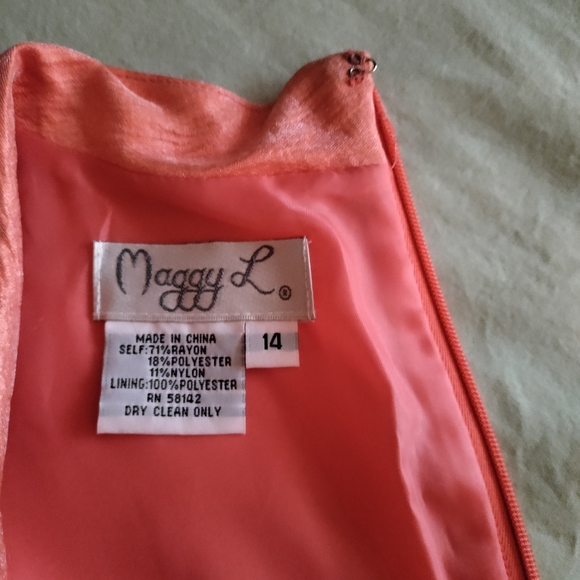 Maggy L ®
14
MADE IN CHINA
SELF:71%RAYON
18%POLYESTER
11%NYLON
LINING:100%POLYESTER
RN 58142
DRY CLEAN ONLY